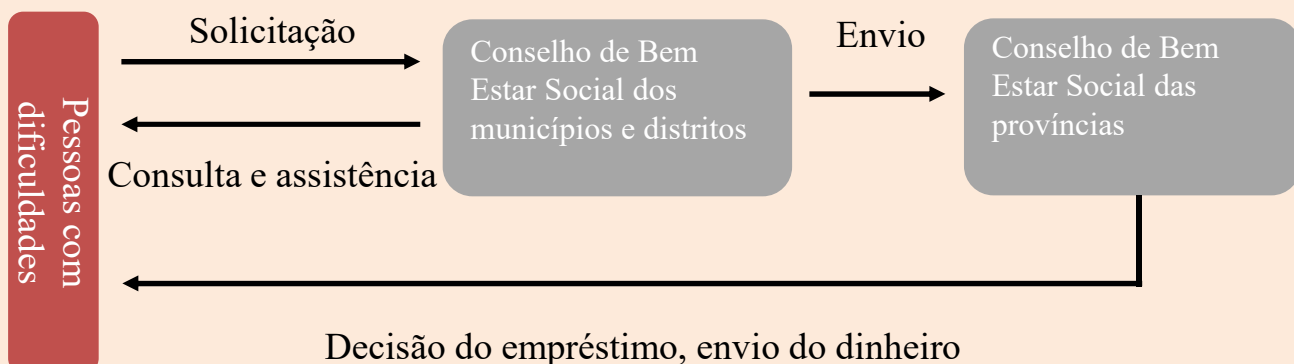 Pessoas com
dificuldades
Solicitação
Consulta e assistência
Conselho de Bem
Estar Social dos
municípios e distritos
Envio
Conselho de Bem
Estar Social das
províncias
Decisão do empréstimo, envio do dinheiro